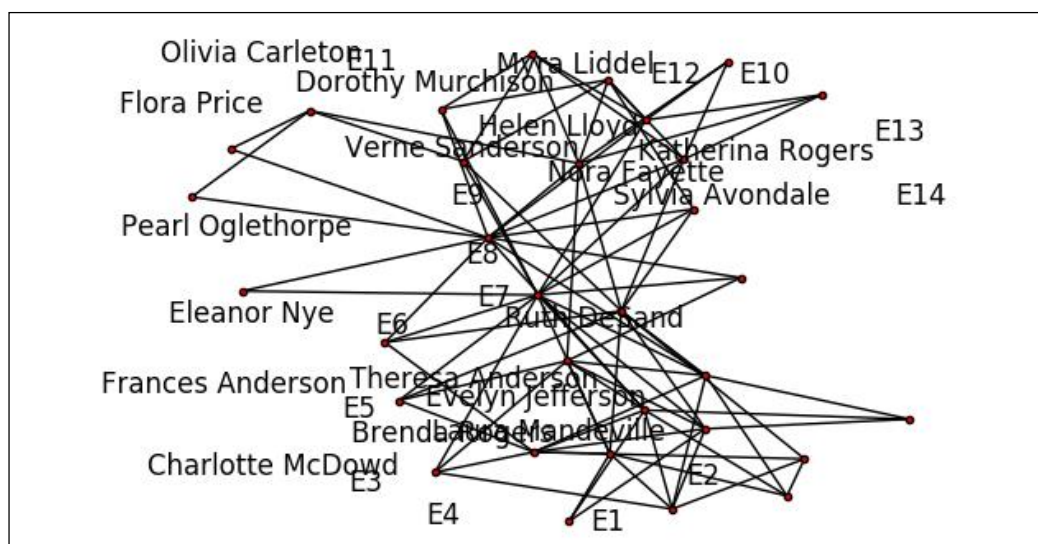 Olivia Carleton
E11
Myra Liddel
E12
E10
Dorothy Murchison
Flora Price
Helen Lloyd
E13
Verne Sanderson
Katherina Rogers
Nora Fayette
E9
Sylvia Avondale
E14
Pearl Oglethorpe
E8
E7
Eleanor Nye
E6
Ruth DeSand
Frances Anderson
Theresa Anderson
Evelyn Jefferson
E5
Brenda Rogers
Laura Mandeville
Charlotte McDowd
E3
E2
E4
E1